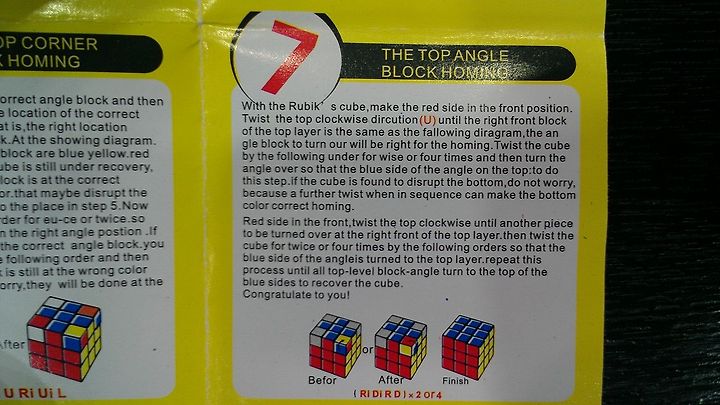 OP CORNER
K HOMING
orrect angle block and then
e location of the correct
at is,the right location
k.At the showing diagram.
block are blue yellow.red
ube is still under recovery,
lock is at the correct
or.that maybe disrupt the
o the place in step 5.Now
rder for eu-ce or twice.so
n the right angle postion .If
the correct angle block.you
e following order and then
k is still at the wrong color
orry,they will be done at the
After
U Ri Ui L
7
THE TOP ANGLE
BLOCK HOMING
With the Rubik' s cube,make the red side in the front position.
Twist the top clockwise dircution (U) until the right front block
of the top layer is the same as the fallowing diragram,the an
gle block to turn our will be right for the homing.Twist the cube
by the following under for wise or four times and then turn the
angle over so that the blue side of the angle on the top:to do
this step.if the cube is found to disrupt the bottom,do not worry,
because a further twist when in sequence can make the bottom
color correct homing.
Red side in the front,twist the top clockwise until another piece
to be turned over at the right front of the top layer.then twist the
cube for twice or four times by the following orders so that the
blue side of the angleis turned to the top layer.repeat this
process until all top-level block-angle turn to the top of the
blue sides to recover the cube.
Congratulate to you!
or
Befor After Finish
( RI Di R D ) × 2 or 4